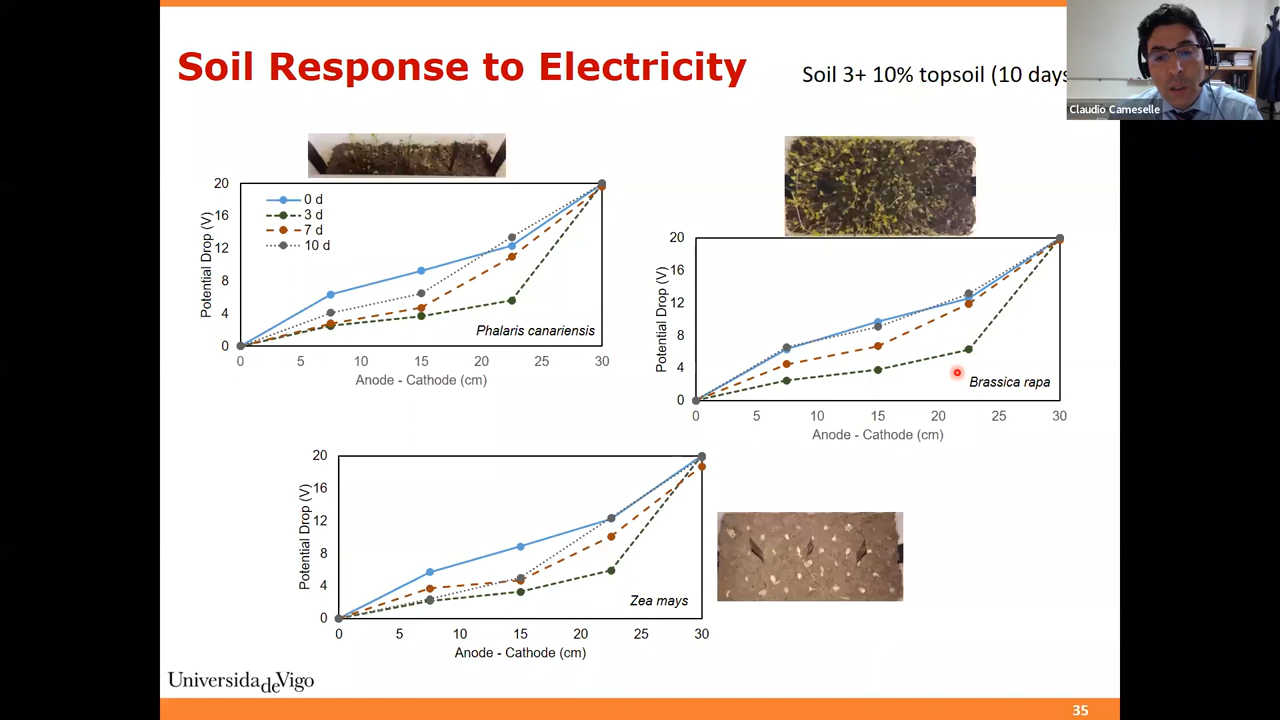 Soil Response to Electricity
Soil 3+ 10% topsoil (10 days
Claudio Cameselle
20
16
12
8
4
0
Potential Drop (V)
0 d
3 d
7 d
10 d
Phalaris canariensis
0 5 10 15 20 25 30
Anode - Cathode (cm)
20
16
12
8
4
0
Potential Drop (V)
Brassica rapa
0 5 10 15 20 25 30
Anode - Cathode (cm)
20
16
12
8
4
0
Potential Drop (V)
Zea mays
0 5 10 15 20 25 30
Anode - Cathode (cm)
UniversidadeVigo
35